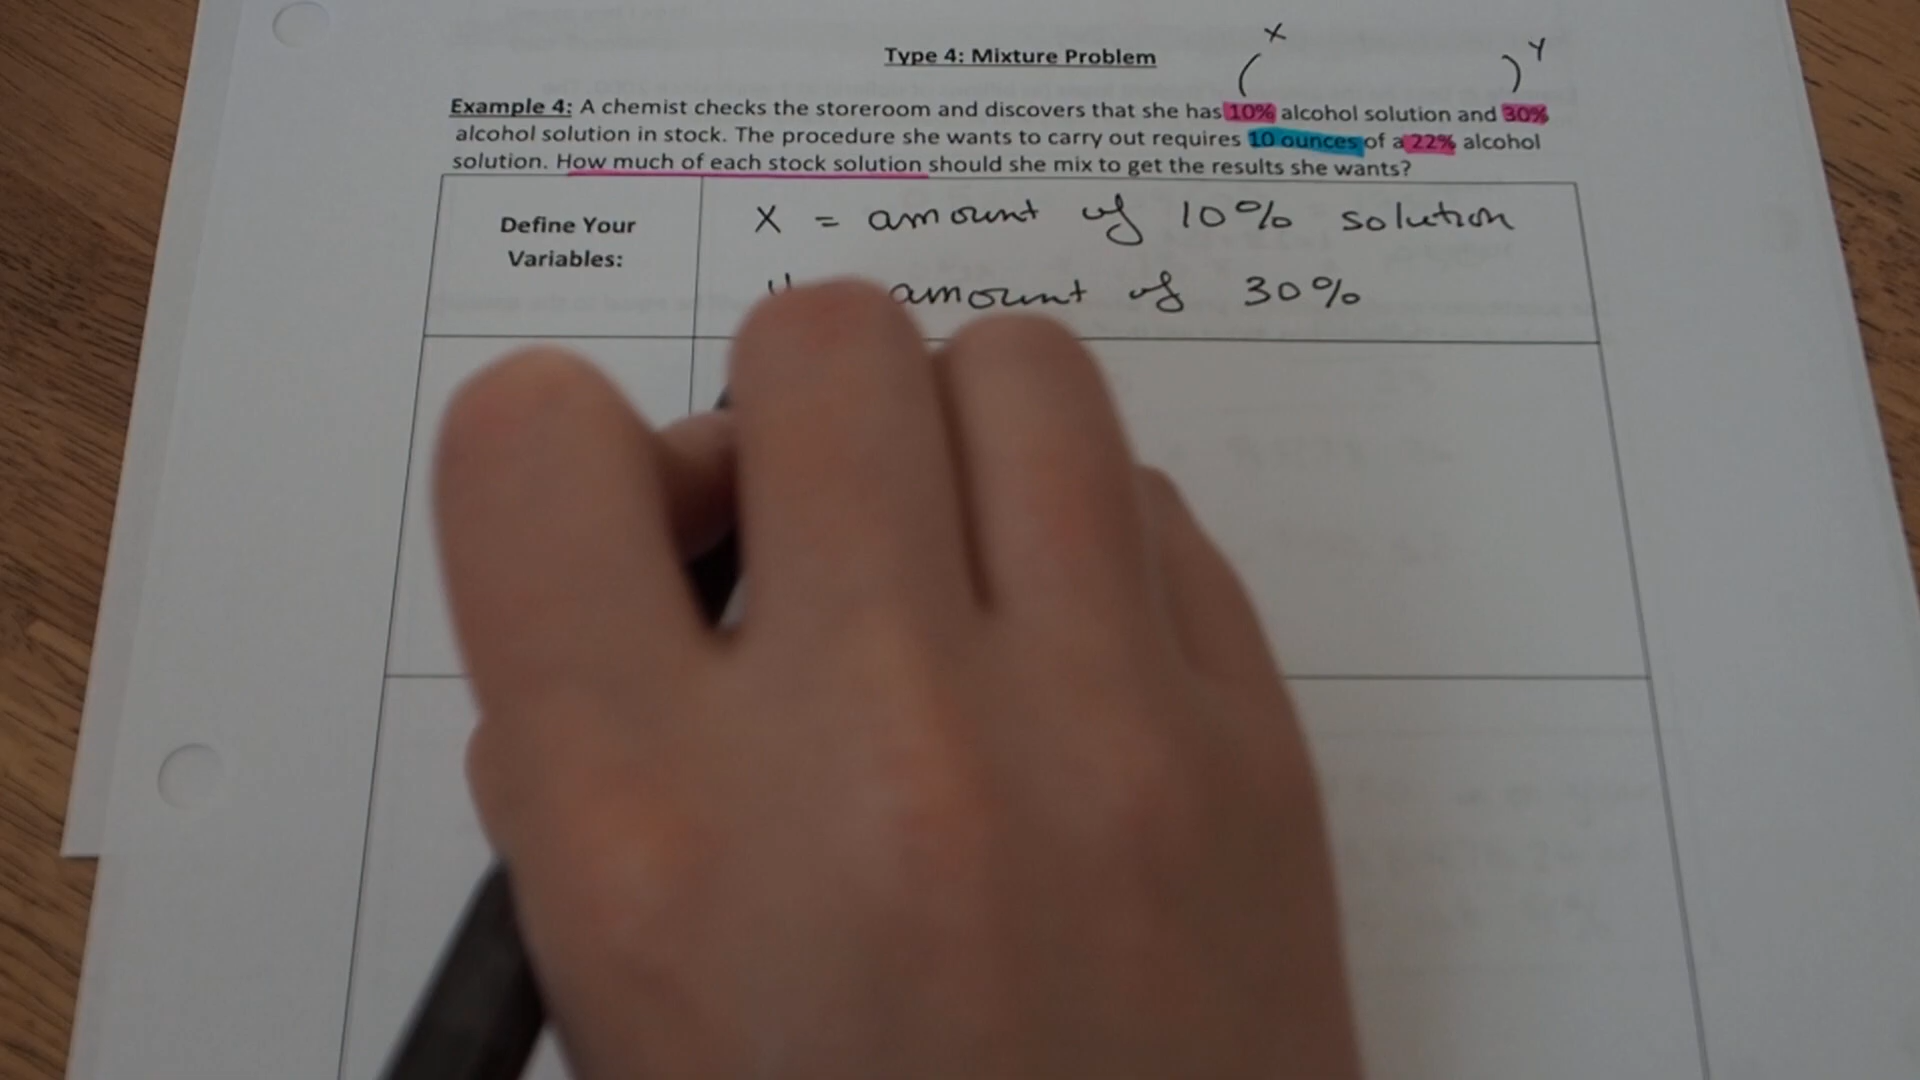 X
Type 4: Mixture Problem ( ) Y
Example 4: A chemist checks the storeroom and discovers that she has 10% alcohol solution and 30%
alcohol solution in stock. The procedure she wants to carry out requires 10 ounces of a 22% alcohol
solution. How much of each stock solution should she mix to get the results she wants?
Define Your
Variables:
X = amount of 10% solution
amount of 30%